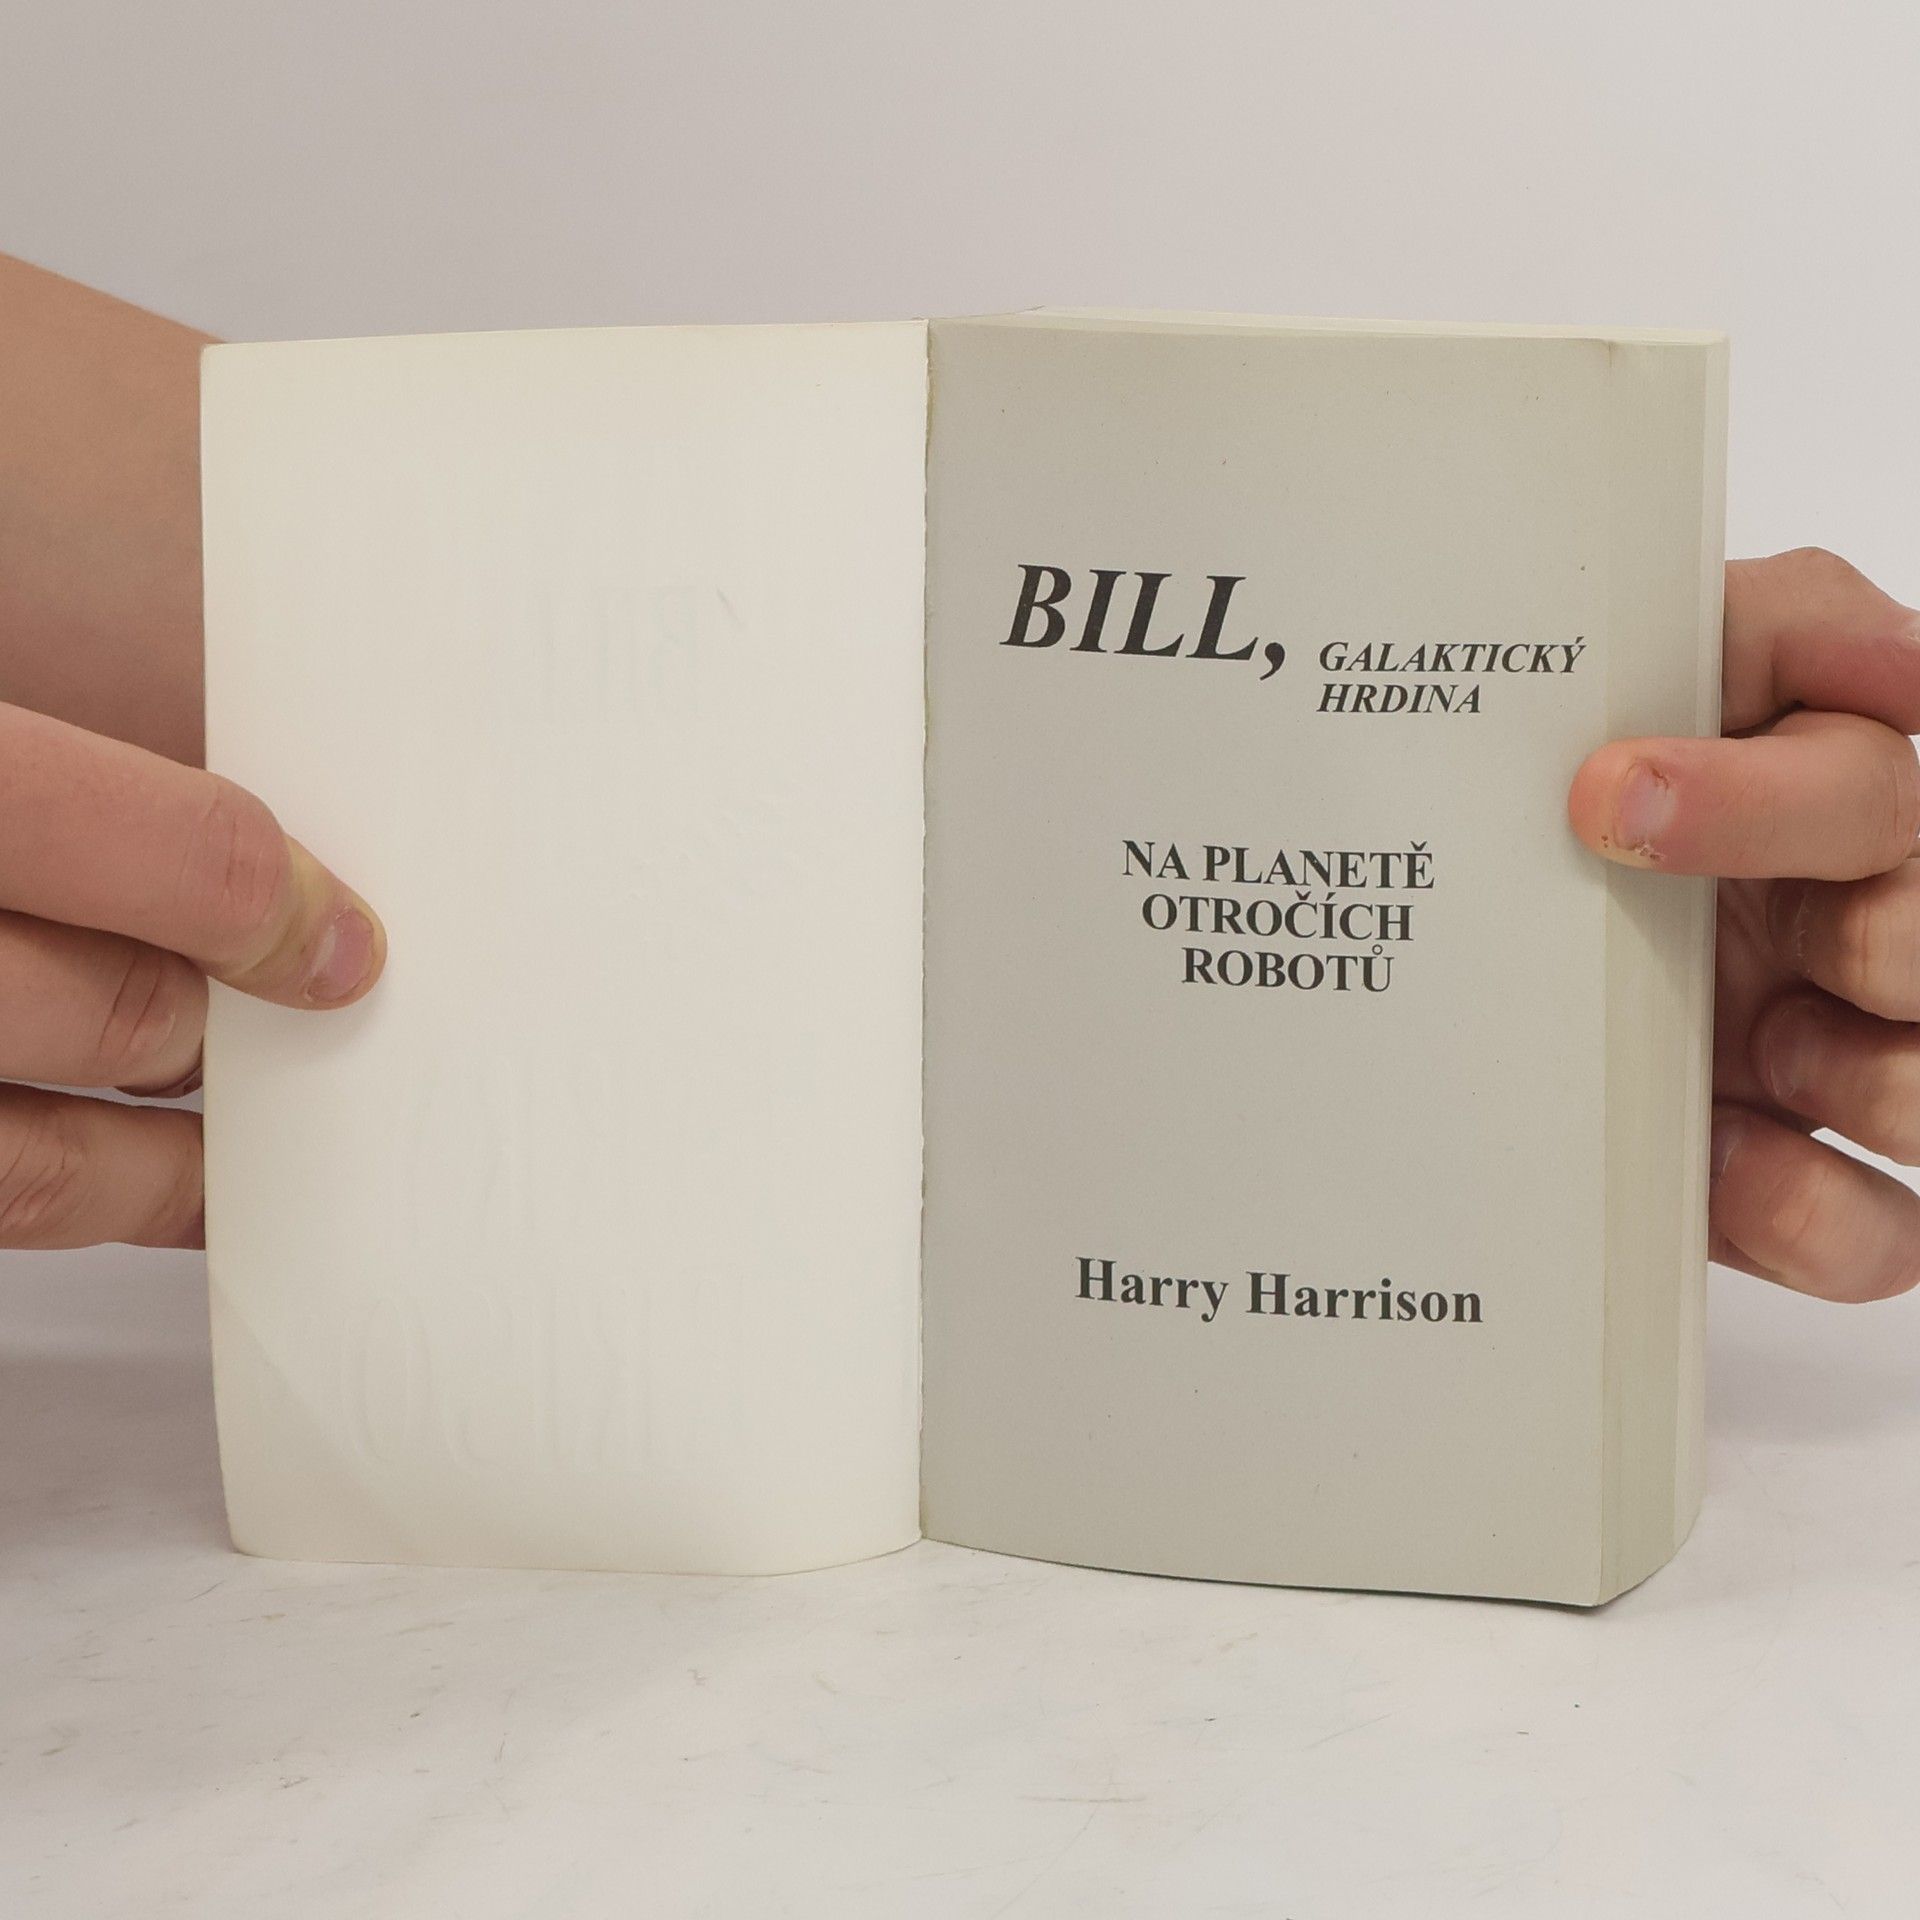 BILL, GALAKTICKÝ
HRDINA
NA PLANETĚ
OTROČÍCH
ROBOTŮ
Harry Harrison